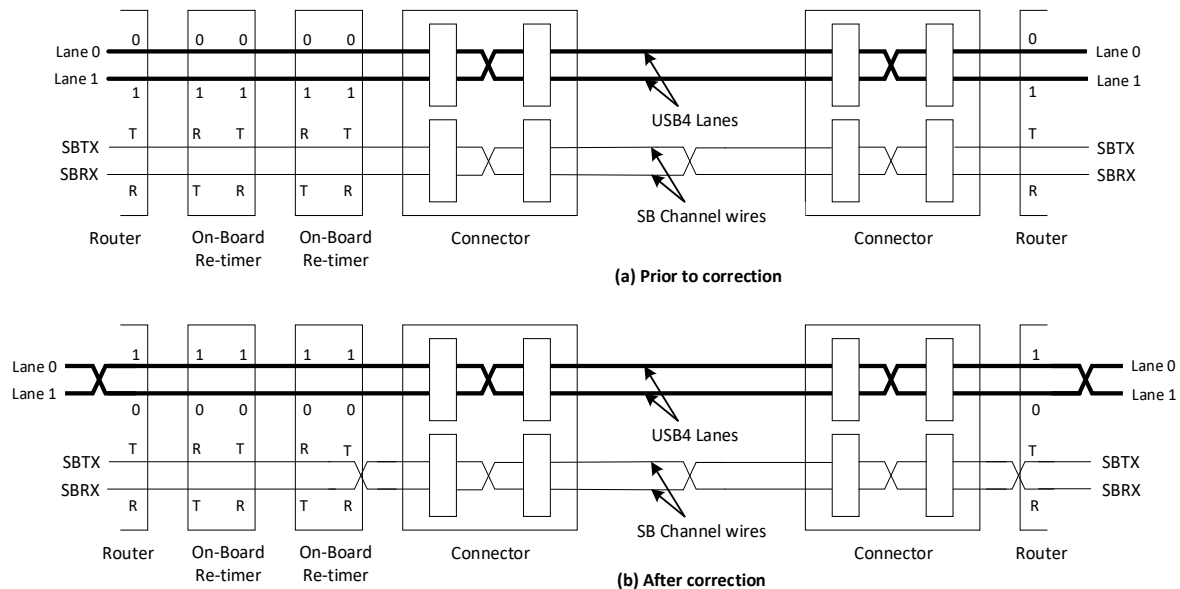 0 0 0 0 0 0
Lane 0 Lane 0
Lane 1 Lane 1
1 1 1 1 1 1
USB4 Lanes
T R T R T T
SBTX SBTX
SBRX SBRX
R T R T R R
SB Channel wires
Router On-Board On-Board Connector Connector Router
Re-timer Re-timer
(a) Prior to correction
1 1 1 1 1 1
Lane 0 Lane 0
Lane 1 Lane 1
0 0 0 0 0 0
USB4 Lanes
T R T R T T
SBTX SBTX
SBRX SBRX
R T R T R R
SB Channel wires
Router On-Board On-Board Connector Connector Router
Re-timer Re-timer
(b) After correction